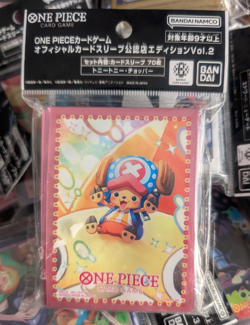 ONE PIECE
CARD GAME
BANDAI NAMCO
ONE PIECEカードゲーム
オフィシャルカードスリーブ公認店エディションVol.2
対象年齢9才以上
セット内容:カードスリーブ 70枚
トニートニー・チョッパー
BAN
DAI
ONE PIECE
CARD GAME